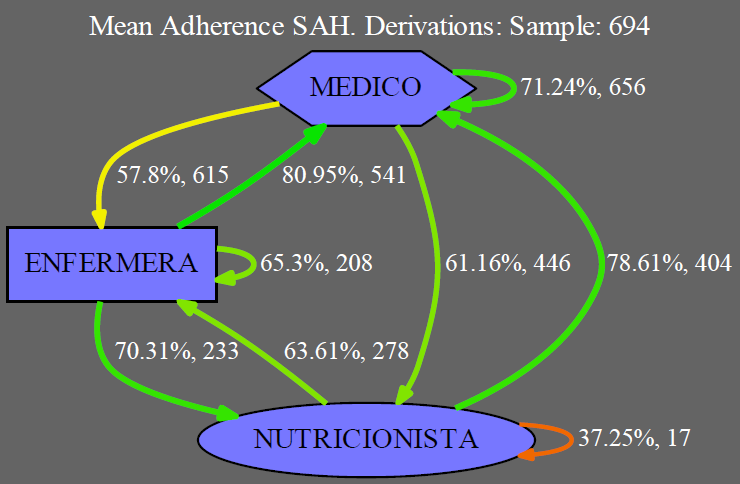 Mean Adherence SAH. Derivations: Sample: 694
MEDICO
71.24%, 656
57.8%, 615
80.95%, 541
ENFERMERA
65.3%, 208
61.16%, 446
78.61%, 404
70.31%, 233
63.61%, 278
NUTRICIONISTA
37.25%, 17